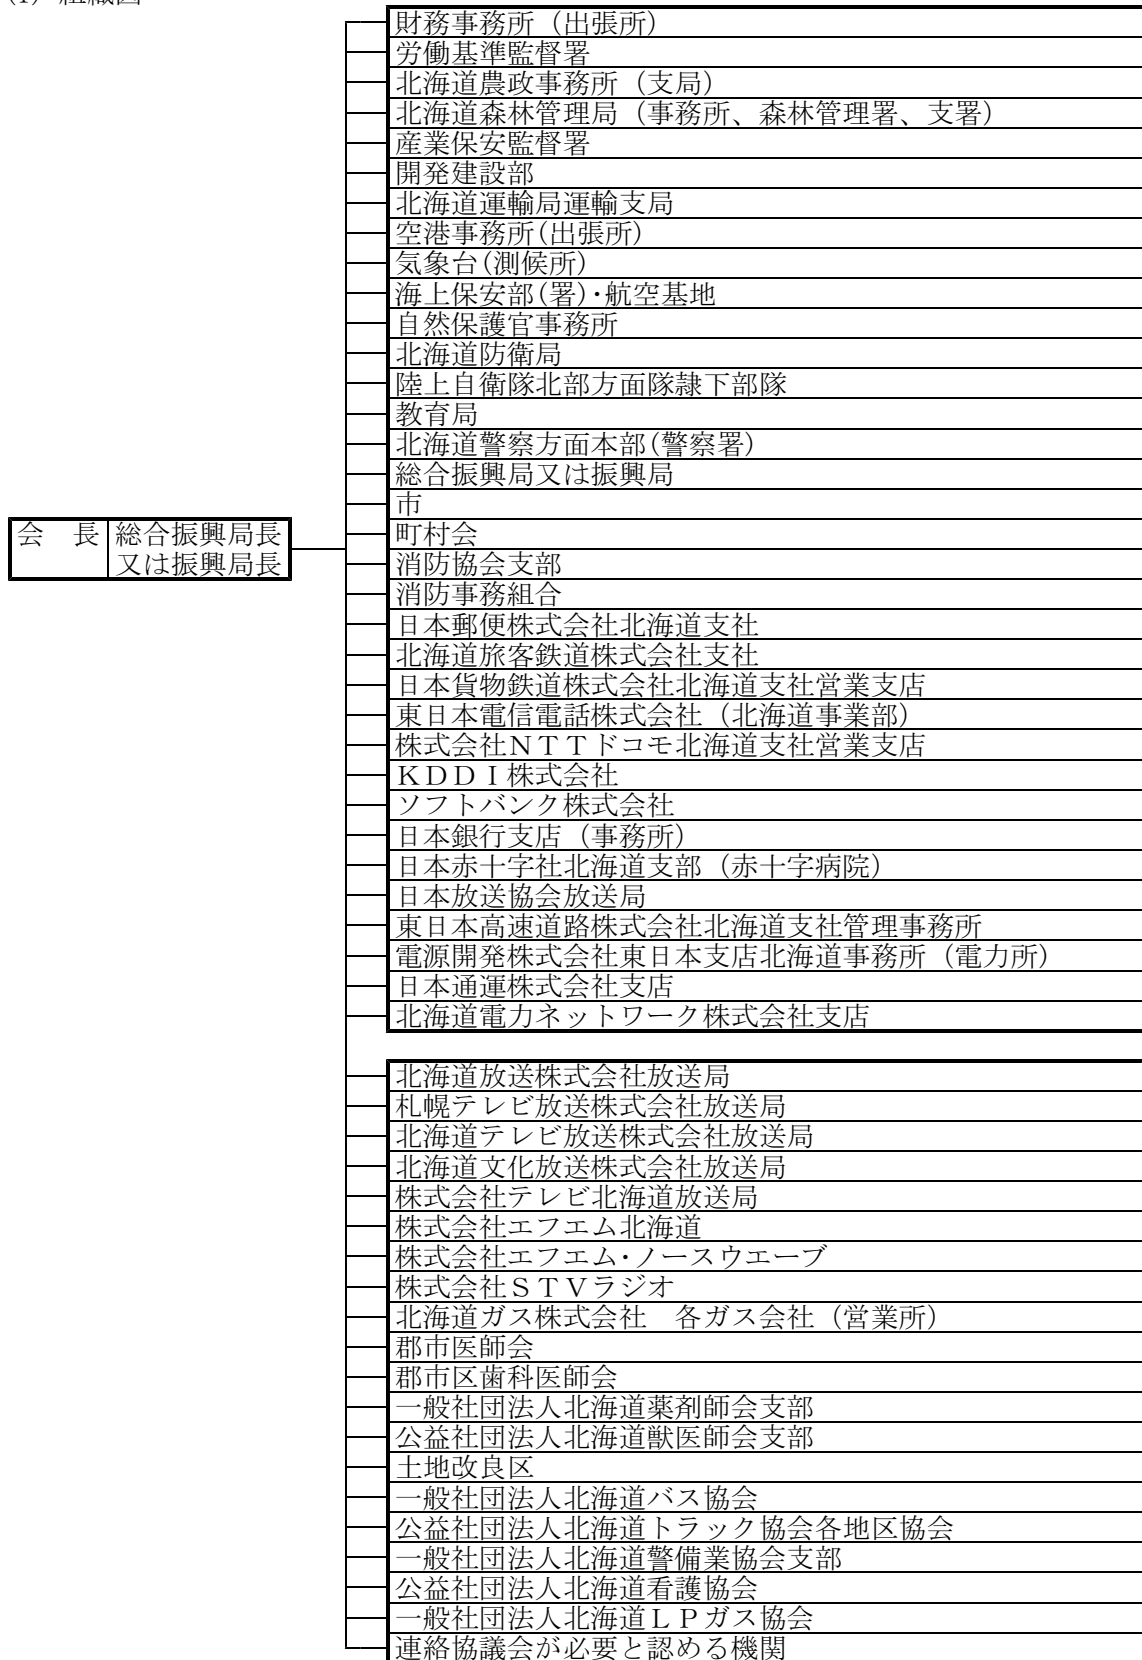 (1) 組織図
財務事務所（出張所）
労働基準監督署
北海道農政事務所（支局）
北海道森林管理局（事務所、森林管理署、支署）
産業保安監督署
開発建設部
北海道運輸局運輸支局
空港事務所(出張所)
気象台(測候所)
海上保安部(署)･航空基地
自然保護官事務所
北海道防衛局
陸上自衛隊北部方面隊隷下部隊
教育局
北海道警察方面本部(警察署)
総合振興局又は振興局
市
会　長 総合振興局長
又は振興局長
町村会
消防協会支部
消防事務組合
日本郵便株式会社北海道支社
北海道旅客鉄道株式会社支社
日本貨物鉄道株式会社北海道支社営業支店
東日本電信電話株式会社（北海道事業部）
株式会社ＮＴＴドコモ北海道支社営業支店
ＫＤＤＩ株式会社
ソフトバンク株式会社
日本銀行支店（事務所）
日本赤十字社北海道支部（赤十字病院）
日本放送協会放送局
東日本高速道路株式会社北海道支社管理事務所
電源開発株式会社東日本支店北海道事務所（電力所）
日本通運株式会社支店
北海道電力ネットワーク株式会社支店
北海道放送株式会社放送局
札幌テレビ放送株式会社放送局
北海道テレビ放送株式会社放送局
北海道文化放送株式会社放送局
株式会社テレビ北海道放送局
株式会社エフエム北海道
株式会社エフエム･ノースウエーブ
株式会社ＳＴＶラジオ
北海道ガス株式会社　各ガス会社（営業所）
郡市医師会
郡市区歯科医師会
一般社団法人北海道薬剤師会支部
公益社団法人北海道獣医師会支部
土地改良区
一般社団法人北海道バス協会
公益社団法人北海道トラック協会各地区協会
一般社団法人北海道警備業協会支部
公益社団法人北海道看護協会
一般社団法人北海道ＬＰガス協会
連絡協議会が必要と認める機関